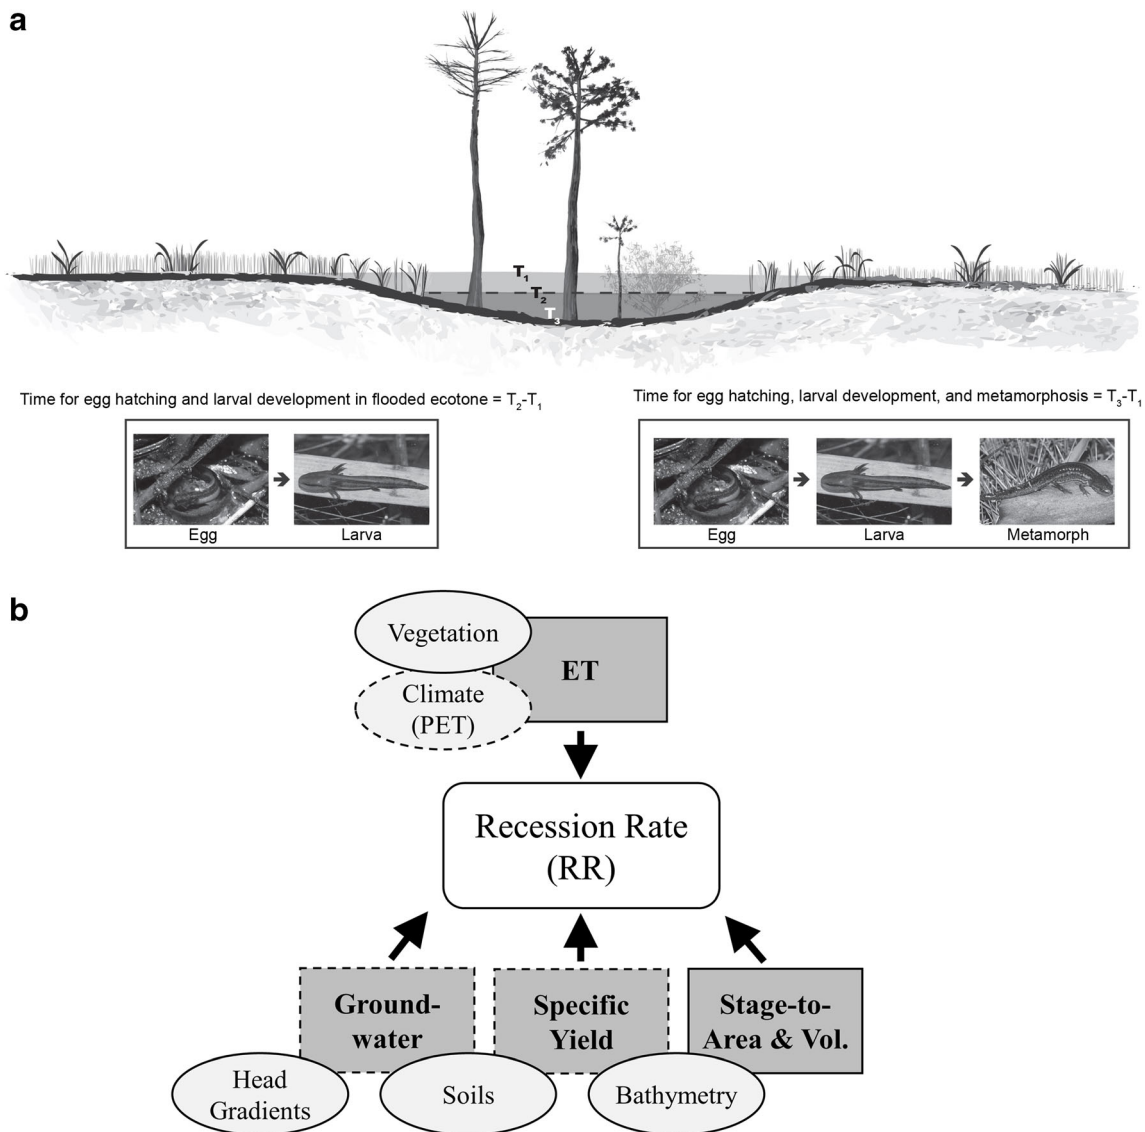 a
T₁
T₂
T₃
Time for egg hatching and larval development in flooded ecotone = T₂-T₁
Time for egg hatching, larval development, and metamorphosis = T₃-T₁
Egg
Larva
Egg
Larva
Metamorph
b
Vegetation
Climate
(PET)
ET
Recession Rate
(RR)
Ground-
water
Specific
Yield
Stage-to-
Area & Vol.
Head
Gradients
Soils
Bathymetry